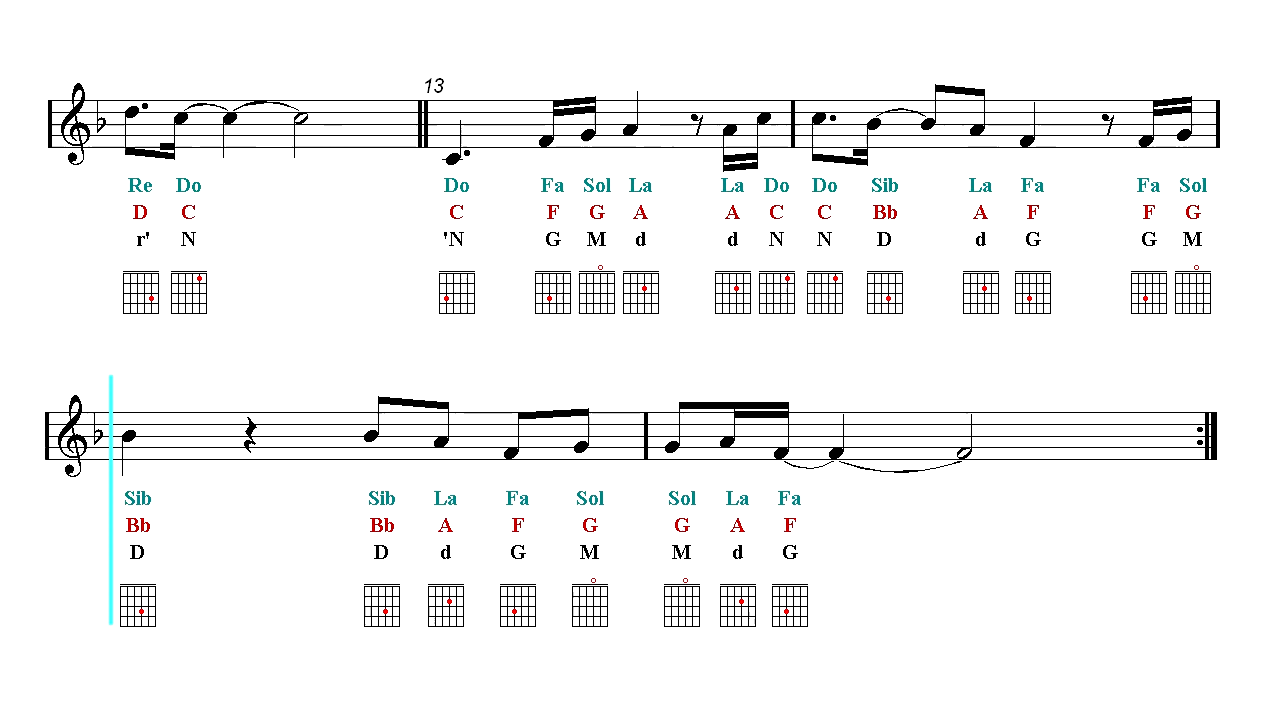 13
Re Do Do Fa Sol La La Do Do Sib La Fa Fa Sol
D C C F G A A C C Bb A F F G
r' N 'N G M d d N N D d G G M
Sib Sib La Fa Sol Sol La Fa
Bb Bb A F G G A F
D D d G M M d G